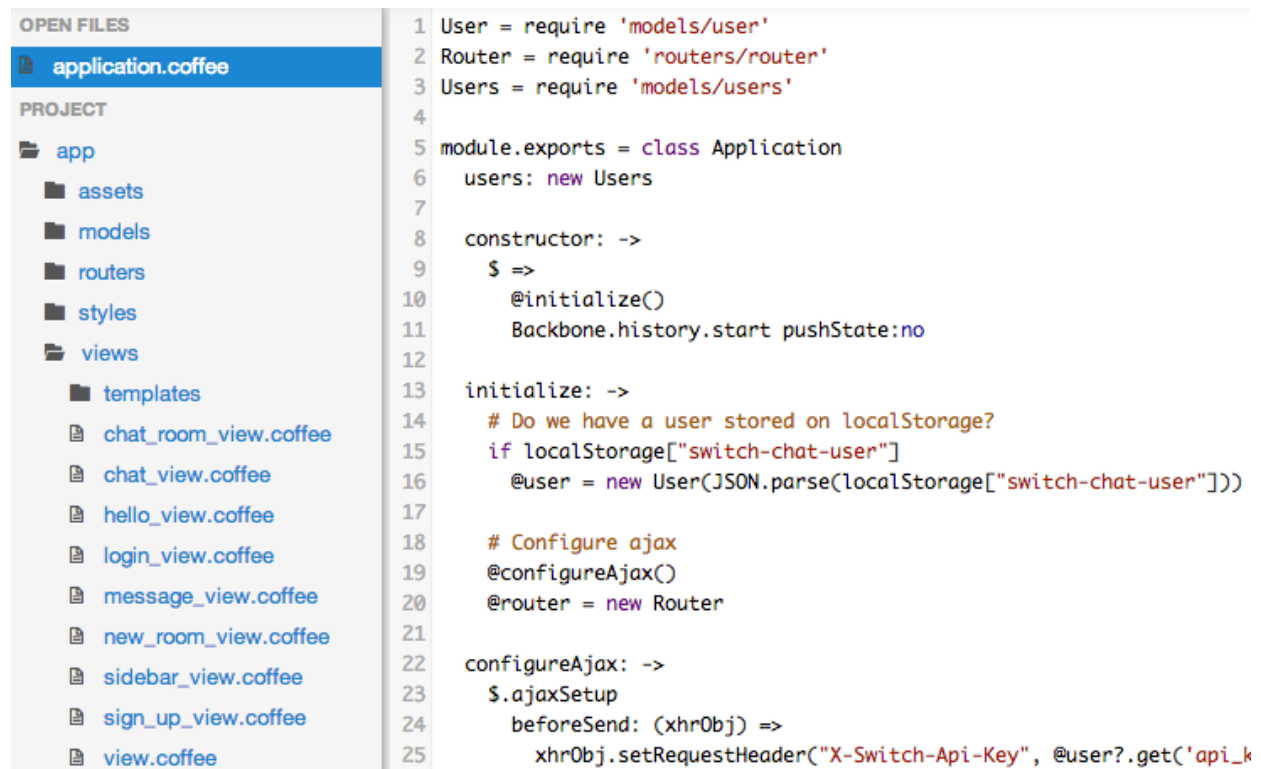 OPEN FILES
application.coffee
PROJECT
app
assets
models
routers
styles
views
templates
chat_room_view.coffee
chat_view.coffee
hello_view.coffee
login_view.coffee
message_view.coffee
new_room_view.coffee
sidebar_view.coffee
sign_up_view.coffee
view.coffee
1 User = require 'models/user'
2 Router = require 'routers/router'
3 Users = require 'models/users'
4
5 module.exports = class Application
6   users: new Users
7
8   constructor: ->
9     $ =>
10       @initialize()
11       Backbone.history.start pushState:no
12
13   initialize: ->
14     # Do we have a user stored on localStorage?
15     if localStorage["switch-chat-user"]
16       @user = new User(JSON.parse(localStorage["switch-chat-user"]))
17
18     # Configure ajax
19     @configureAjax()
20     @router = new Router
21
22   configureAjax: ->
23     $.ajaxSetup
24       beforeSend: (xhrObj) =>
25         xhrObj.setRequestHeader("X-Switch-Api-Key", @user?.get('api_k